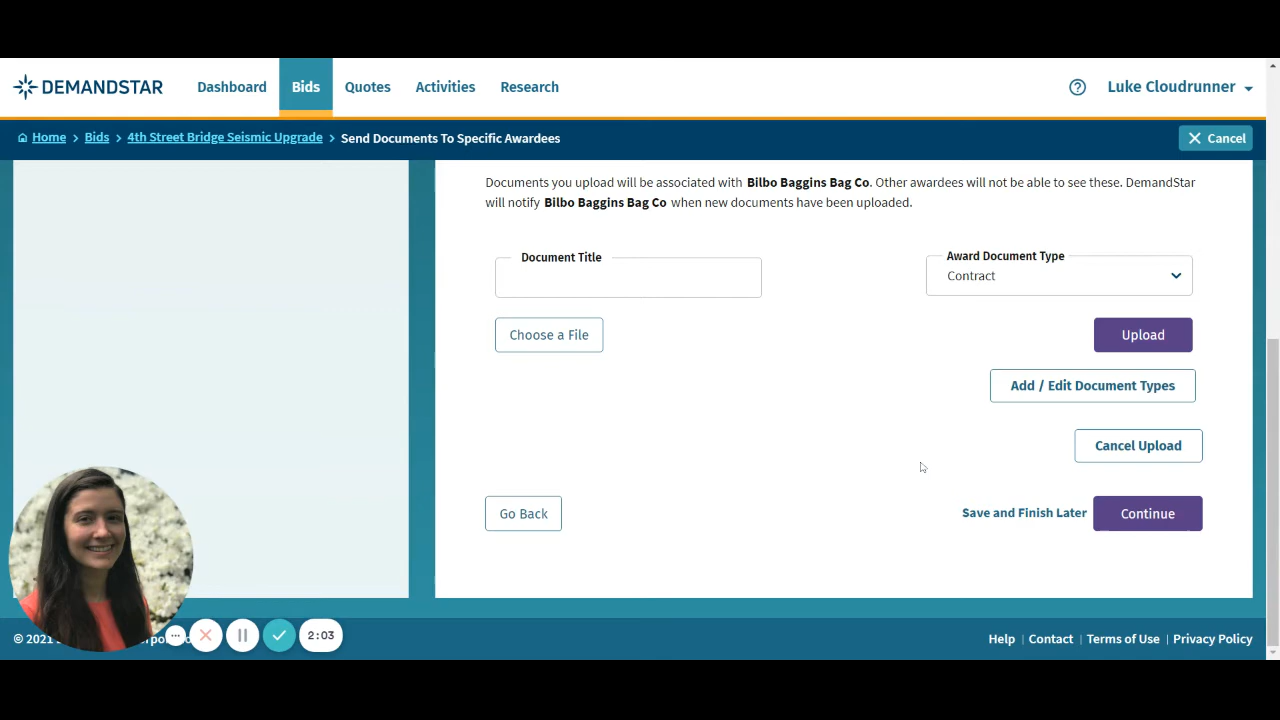 DEMANDSTAR
Dashboard
Bids
Quotes
Activities
Research
Luke Cloudrunner
Home > Bids > 4th Street Bridge Seismic Upgrade > Send Documents To Specific Awardees
Cancel
Documents you upload will be associated with Bilbo Baggins Bag Co. Other awardees will not be able to see these. DemandStar
will notify Bilbo Baggins Bag Co when new documents have been uploaded.
Document Title
Award Document Type
Contract
Choose a File
Upload
Add / Edit Document Types
Cancel Upload
Go Back
Save and Finish Later
Continue
2:03
© 2021
Help | Contact | Terms of Use | Privacy Policy